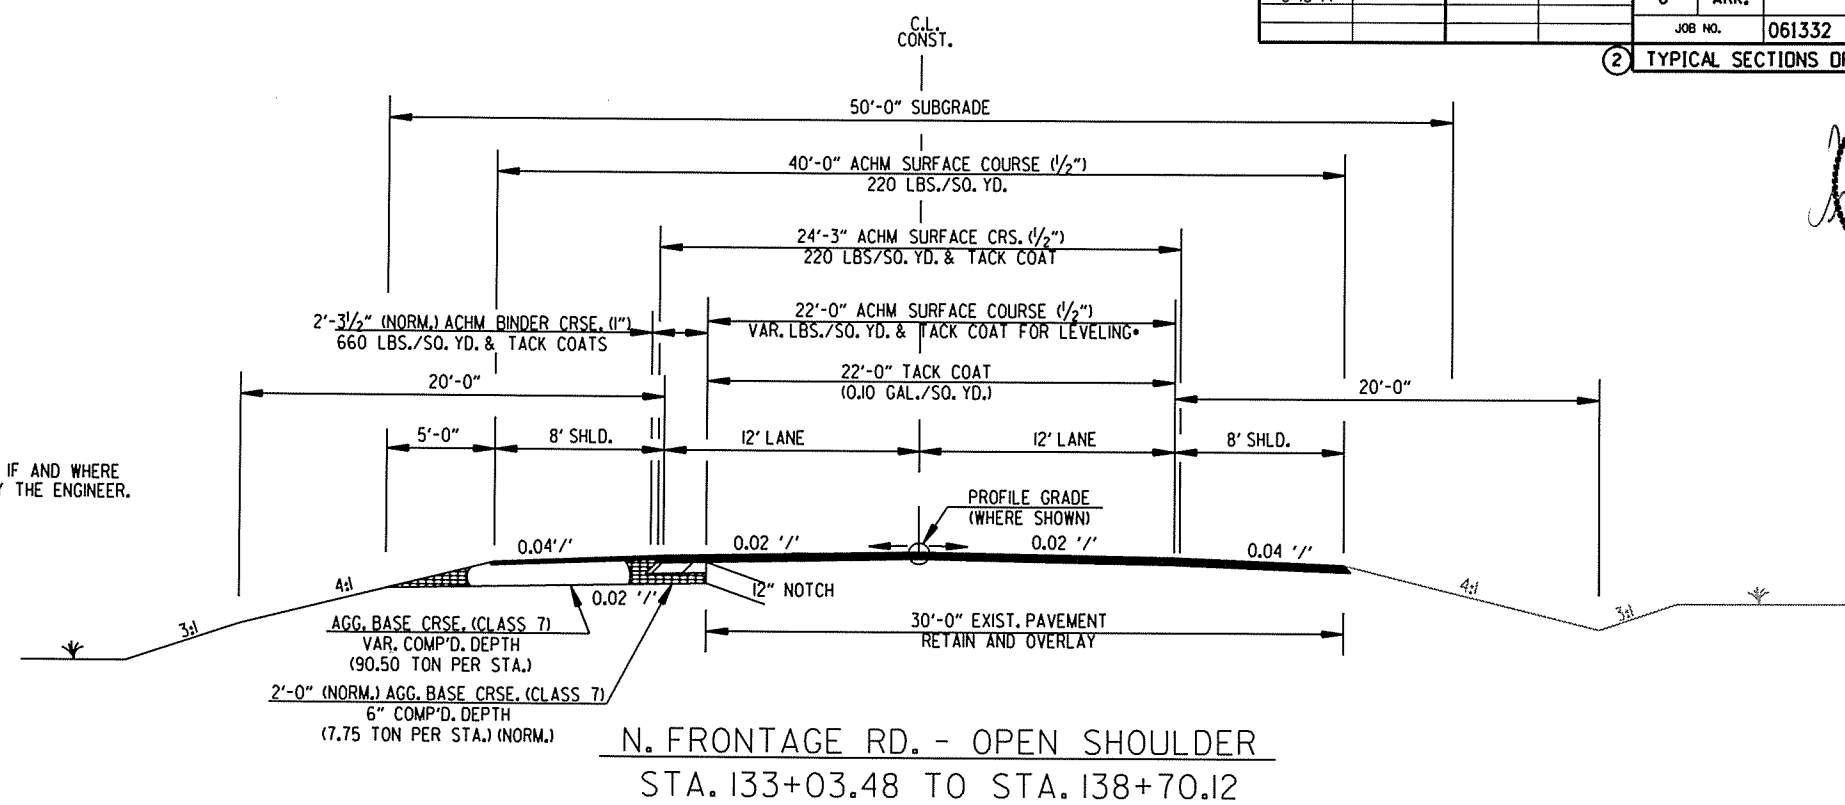 C.L.
CONST.
JOB NO. 061332
2 TYPICAL SECTIONS
50'-0" SUBGRADE
40'-0" ACHM SURFACE COURSE (1/2")
220 LBS./SQ. YD.
24'-3" ACHM SURFACE CRS. (1/2")
220 LBS/SQ. YD. & TACK COAT
2'-3 1/2" (NORM.) ACHM BINDER CRSE. (1")
660 LBS./SQ. YD. & TACK COATS
22'-0" ACHM SURFACE COURSE (1/2")
VAR. LBS./SQ. YD. & TACK COAT FOR LEVELING*
22'-0" TACK COAT
(0.10 GAL./SQ. YD.)
20'-0"
20'-0"
5'-0"
8' SHLD.
12' LANE
12' LANE
8' SHLD.
IF AND WHERE
THE ENGINEER.
PROFILE GRADE
(WHERE SHOWN)
0.04'/'
0.02 '/'
0.02 '/'
0.04 '/'
4:1
3:1
0.02 '/'
12" NOTCH
4:1
3:1
AGG. BASE CRSE. (CLASS 7)
VAR. COMP'D. DEPTH
(90.50 TON PER STA.)
30'-0" EXIST. PAVEMENT
RETAIN AND OVERLAY
2'-0" (NORM.) AGG. BASE CRSE. (CLASS 7)
6" COMP'D. DEPTH
(7.75 TON PER STA.) (NORM.)
N. FRONTAGE RD. - OPEN SHOULDER
STA. 133+03.48 TO STA. 138+70.12